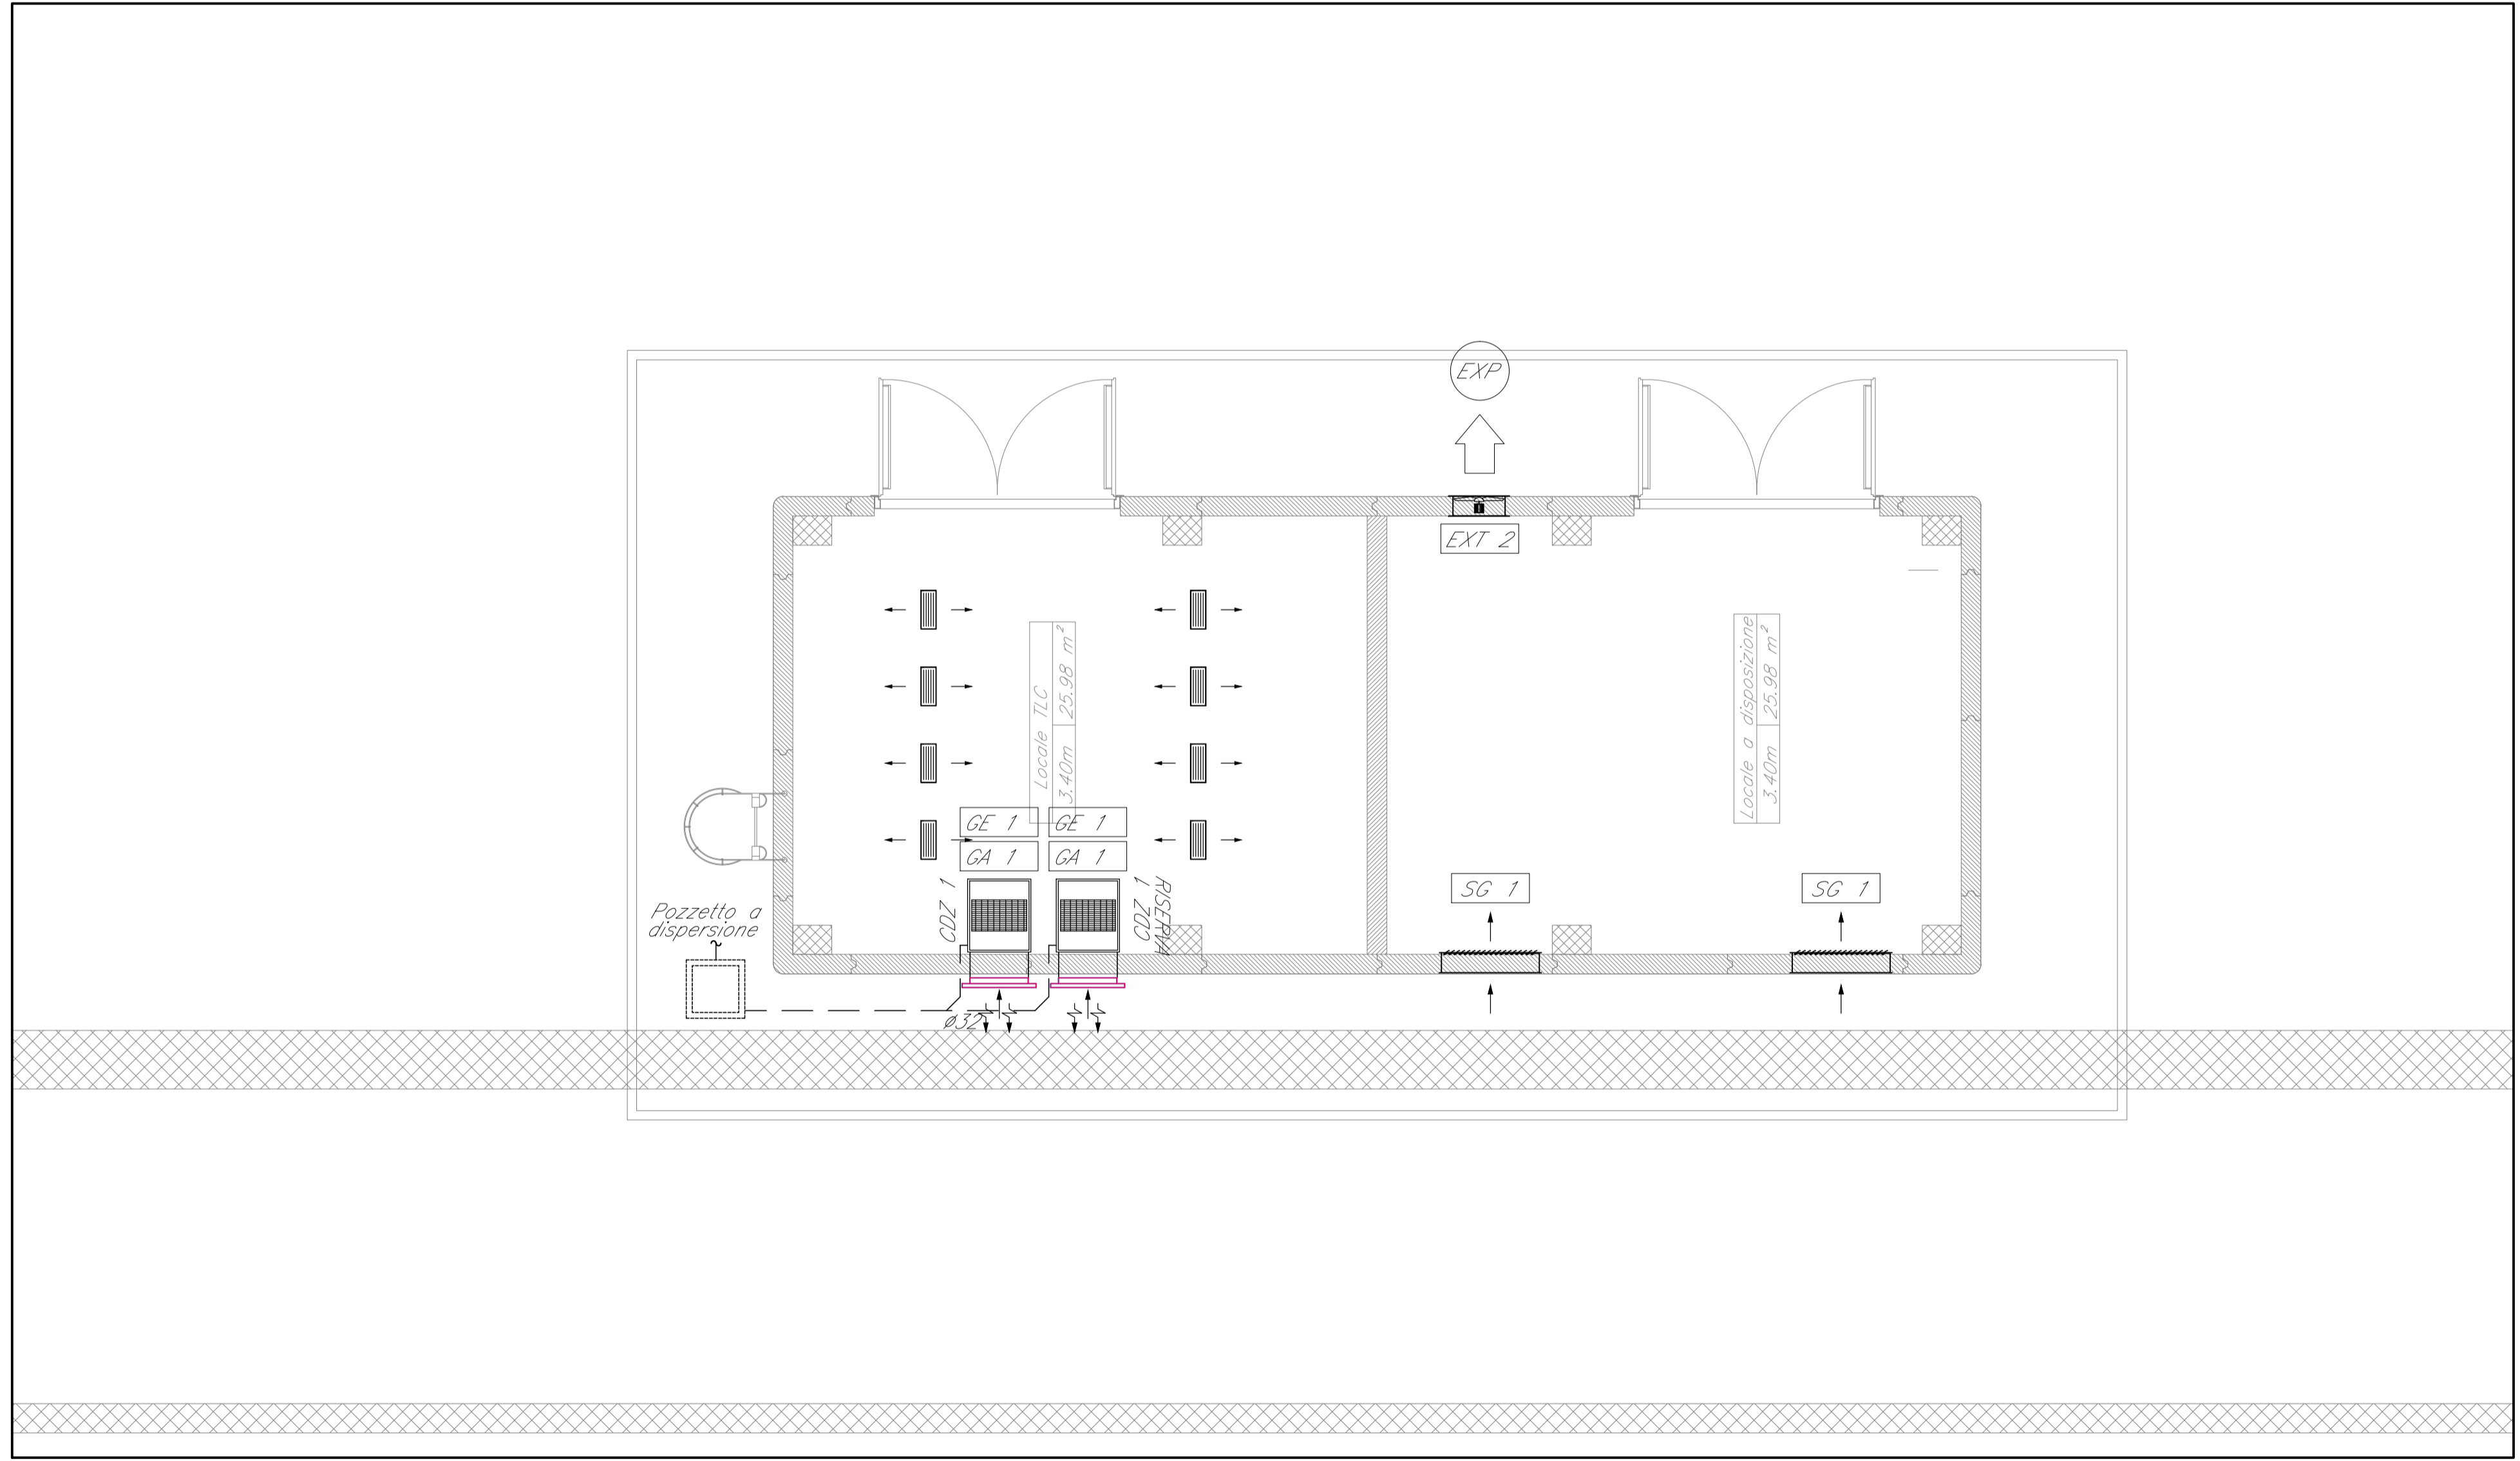 EXP
EXT 2
Locale TLC
3.40m 25.98 m²
Locale a disposizione
3.40m 25.98 m²
GE 1
GE 1
GA 1
GA 1
CDZ 1
CDZ 1
RISERVA
SG 1
SG 1
Pozzetto a
dispersione
ø32